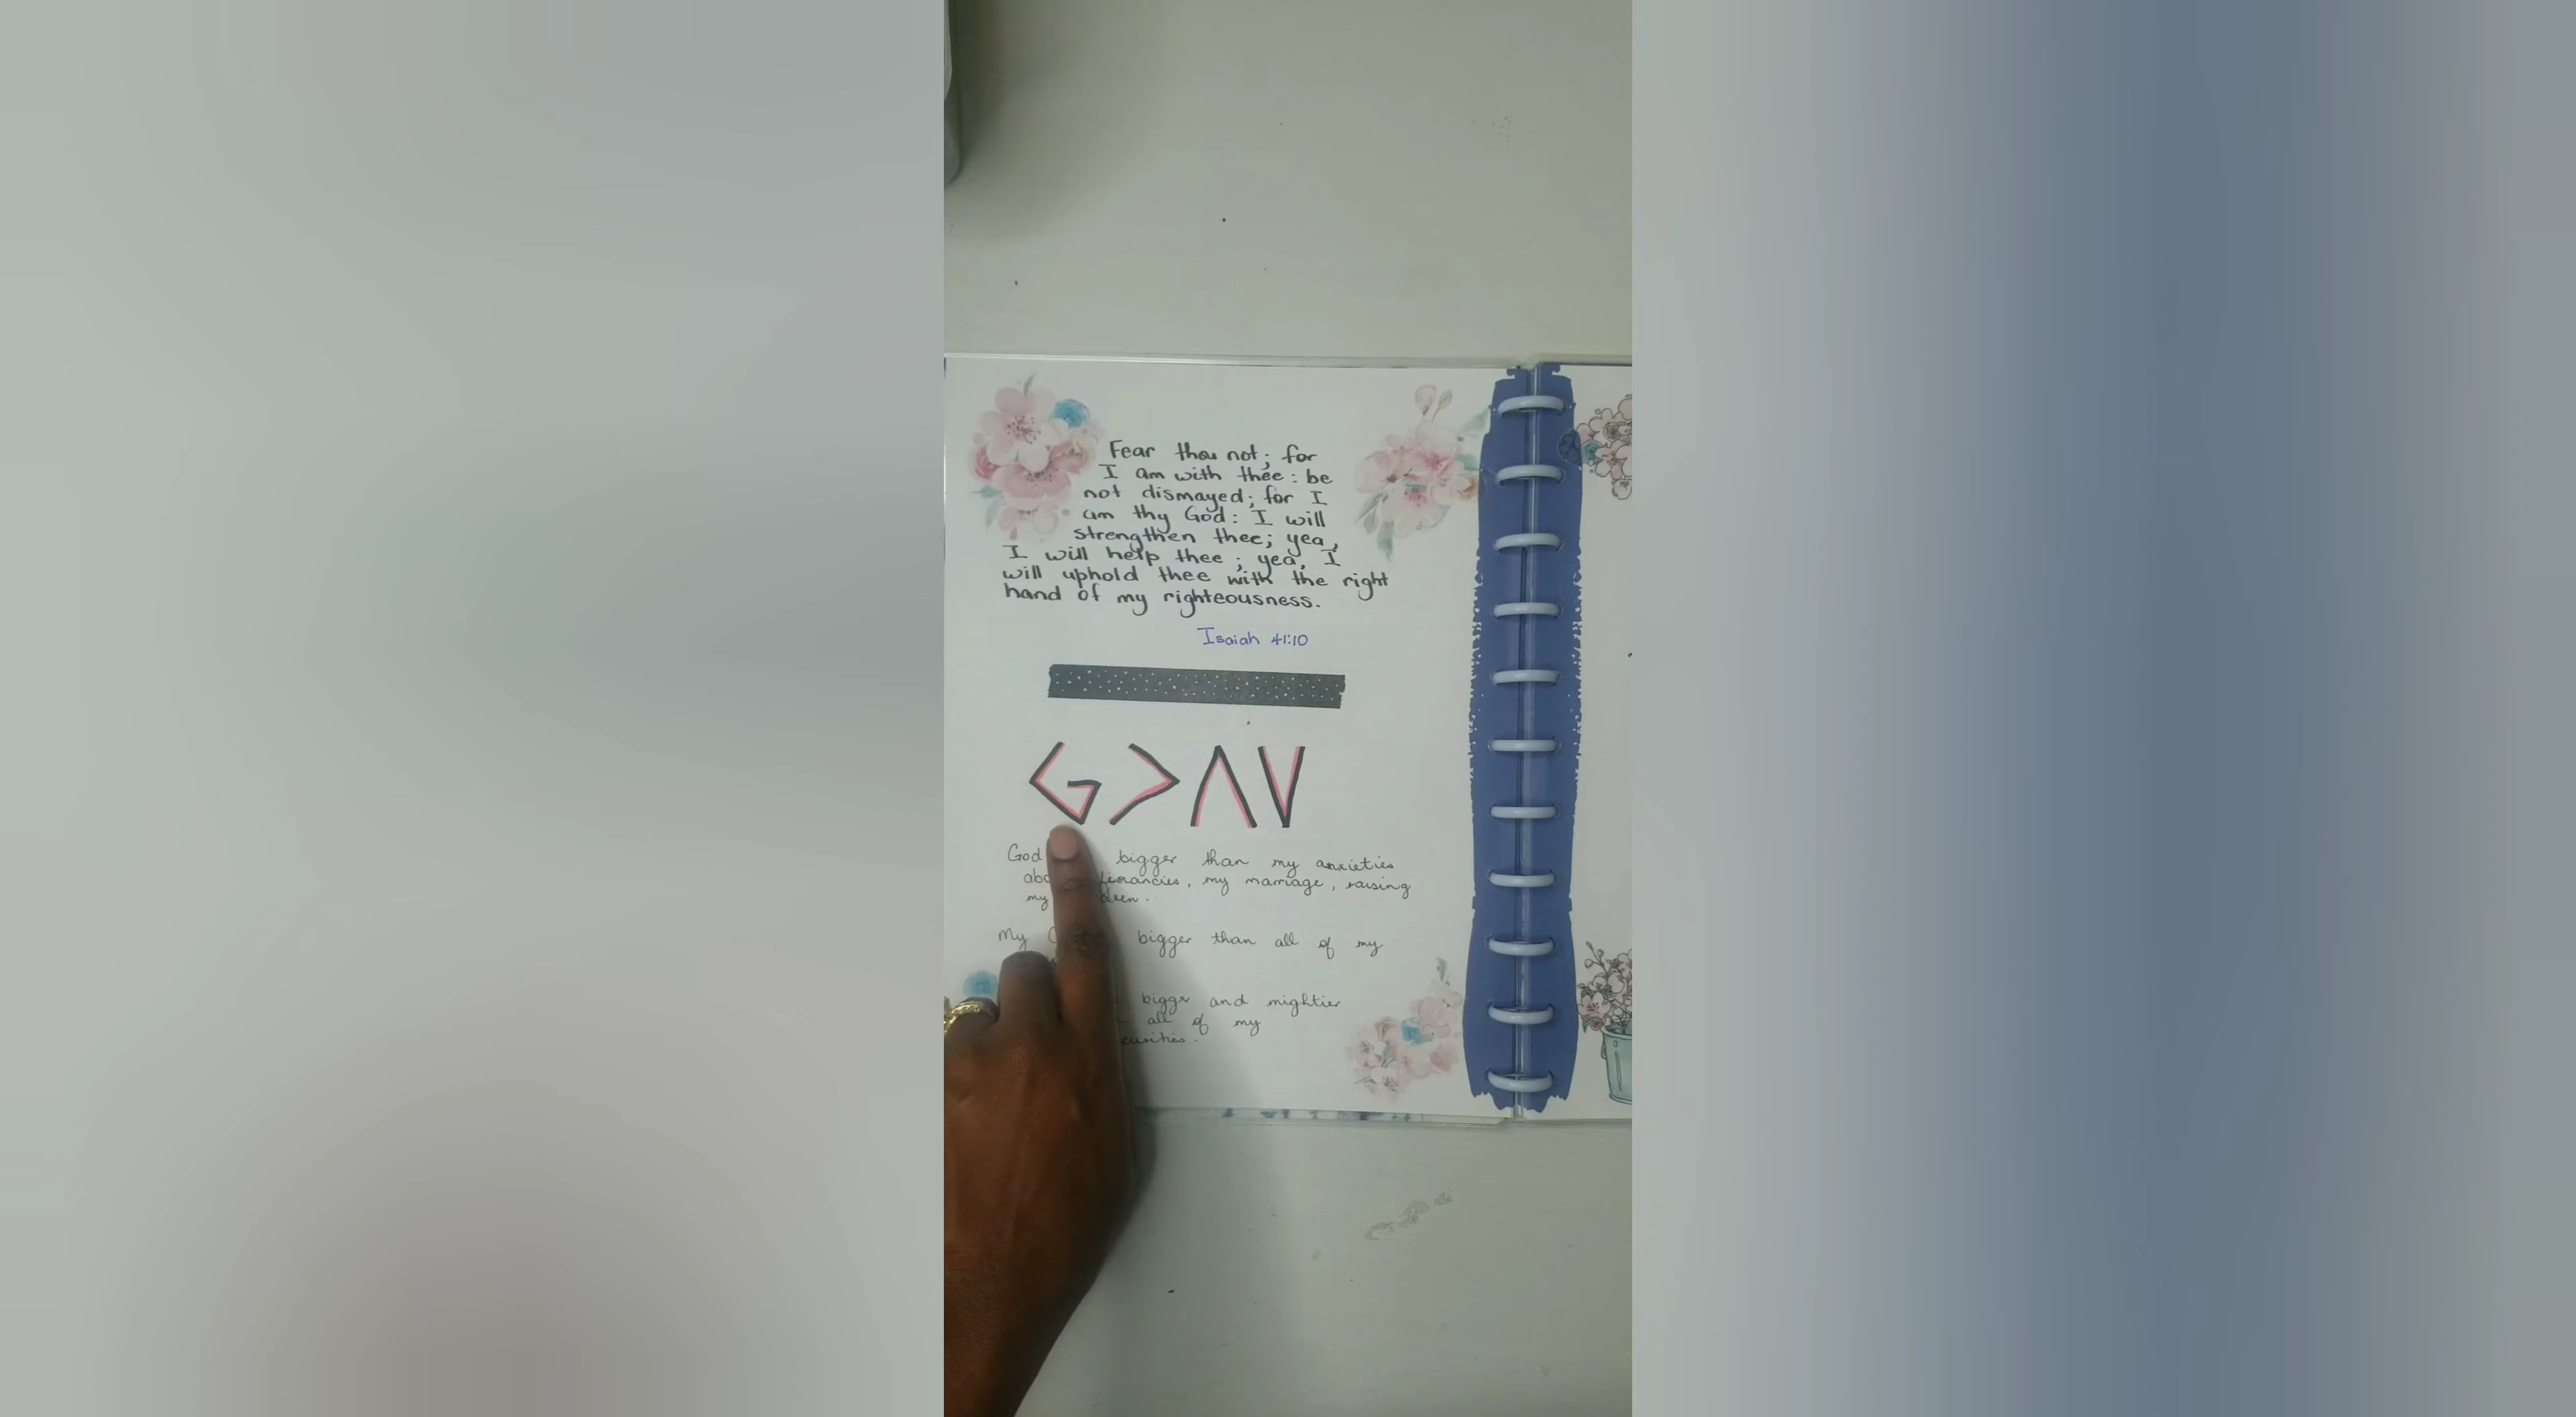 Fear thou not; for
I am with thee: be
not dismayed; for I
am thy God: I will
strengthen thee; yea,
I will help thee; yea, I
will uphold thee with the right
hand of my righteousness.
Isaiah 41:10
G > Λ V
God bigger than my anxieties
financies, my marriage, raising
my
My bigger than all of my
bigger and mightier
all of my